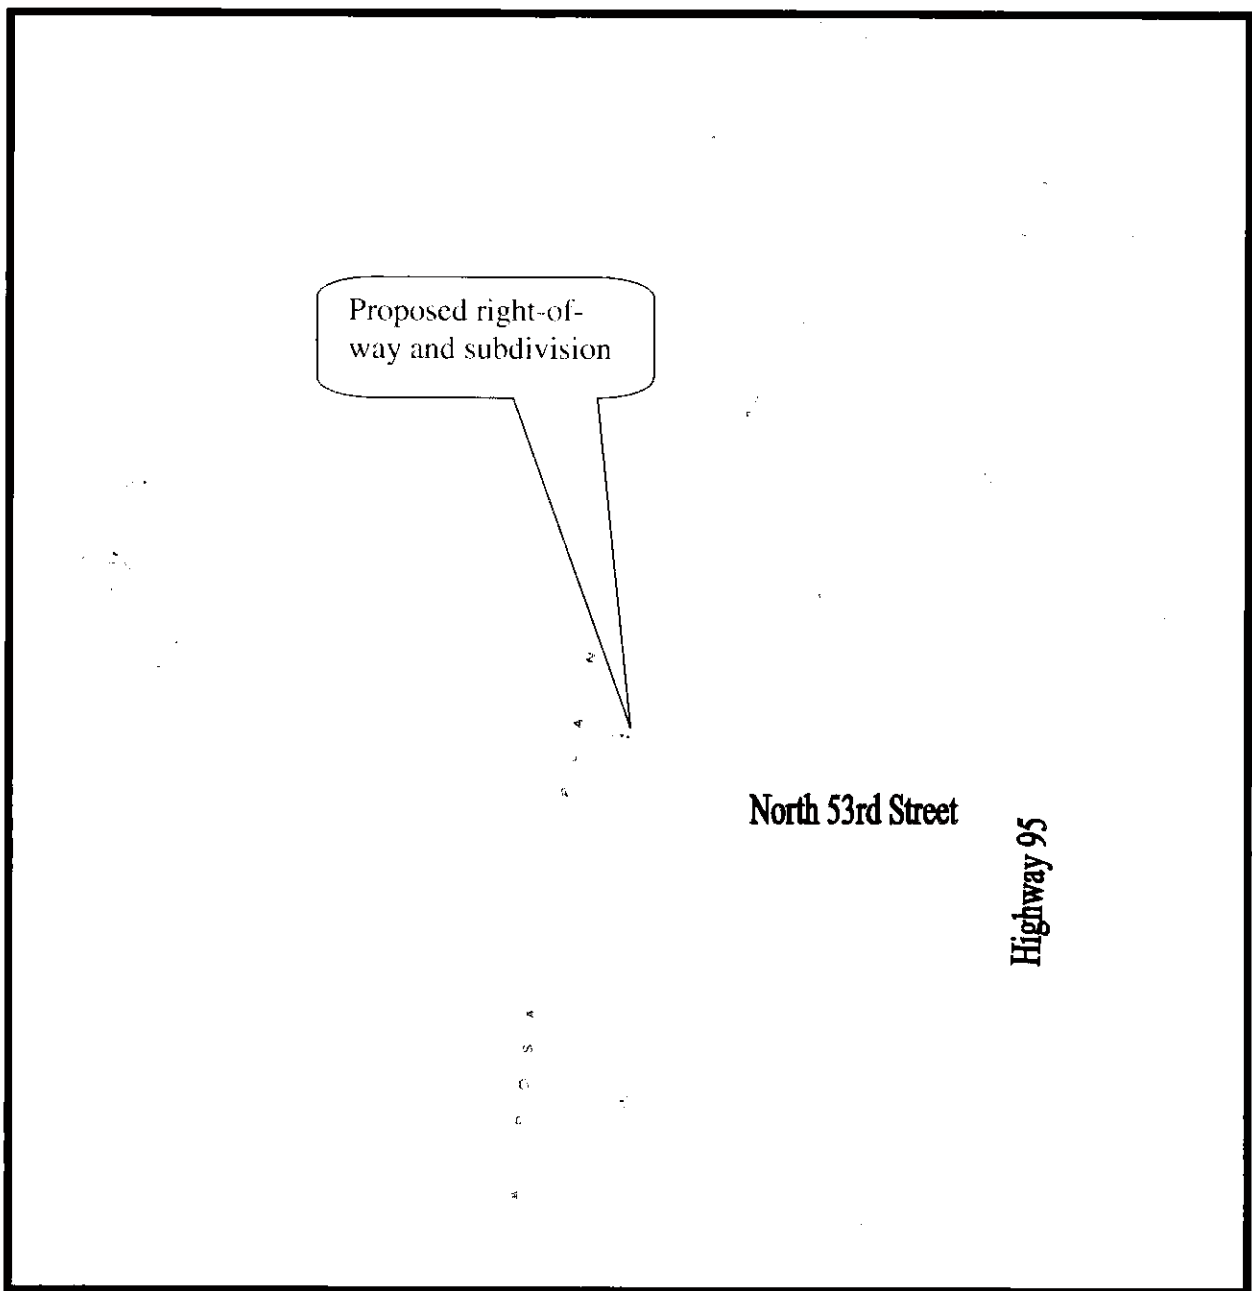 Proposed right-of-
way and subdivision
North 53rd Street
Highway 95